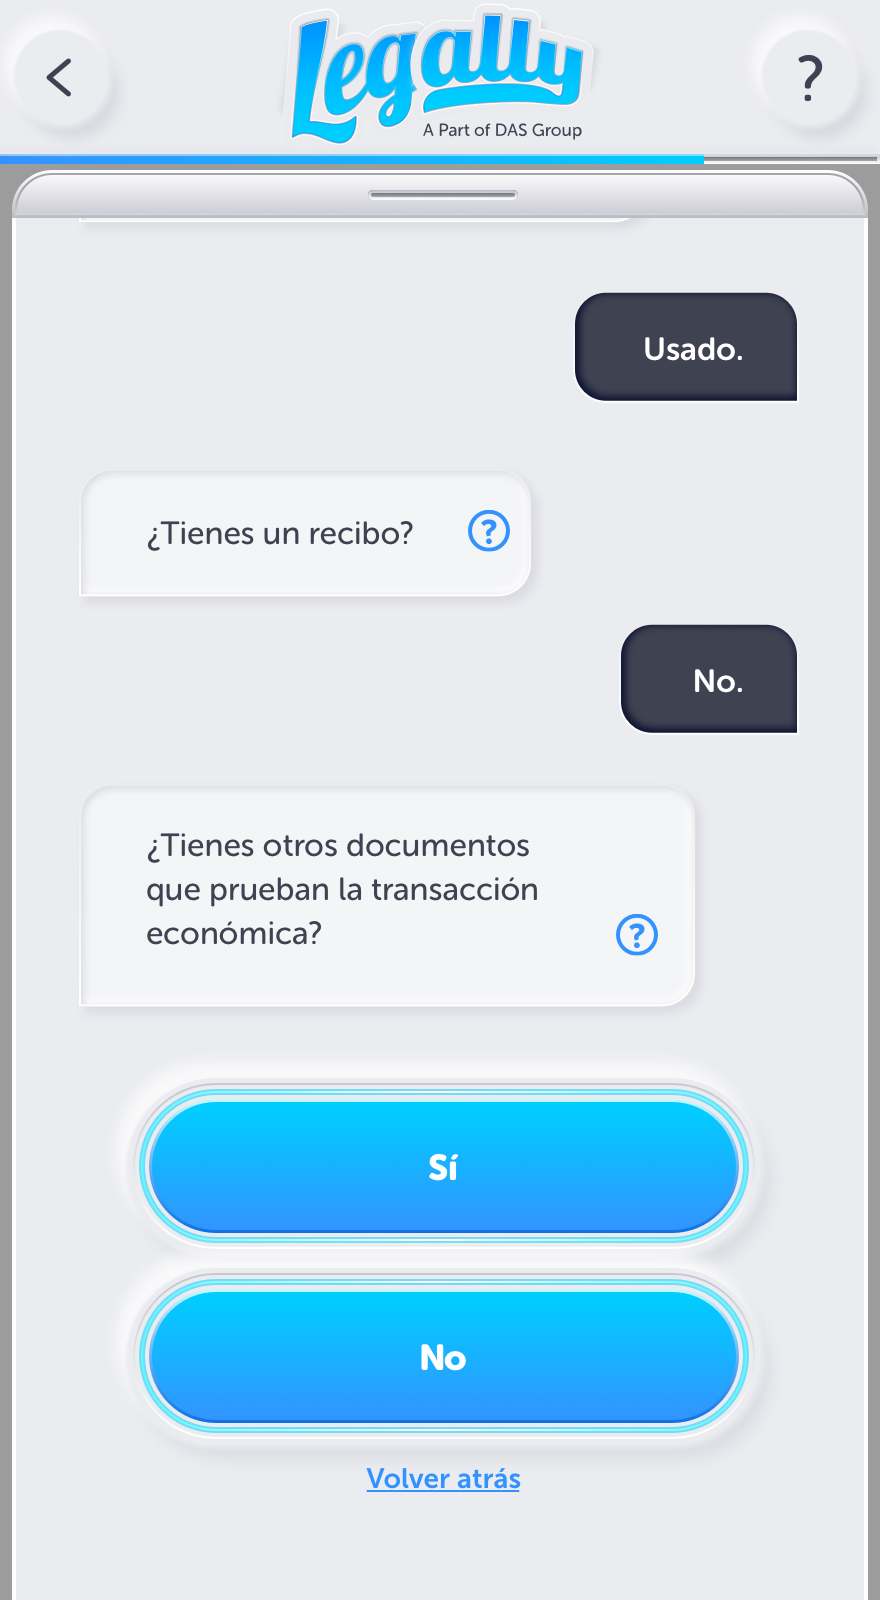 Legally
A Part of DAS Group
?
Usado.
¿Tienes un recibo?
?
No.
¿Tienes otros documentos
que prueban la transacción
económica?
?
Sí
No
Volver atrás